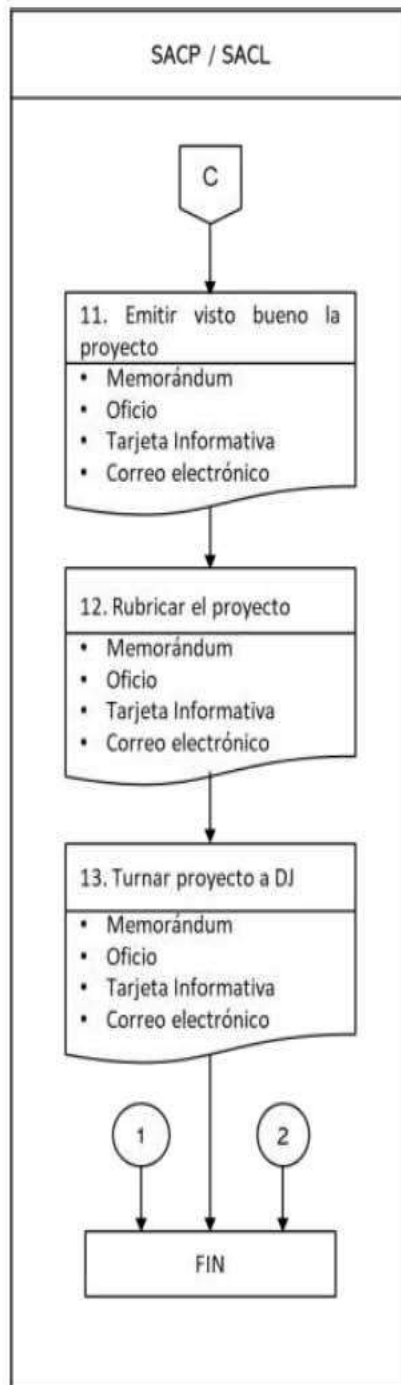 SACP / SACL
C
11. Emitir visto bueno la
proyecto
• Memorándum
• Oficio
• Tarjeta Informativa
• Correo electrónico
12. Rubricar el proyecto
• Memorándum
• Oficio
• Tarjeta Informativa
• Correo electrónico
13. Turnar proyecto a DJ
• Memorándum
• Oficio
• Tarjeta Informativa
• Correo electrónico
1
2
FIN